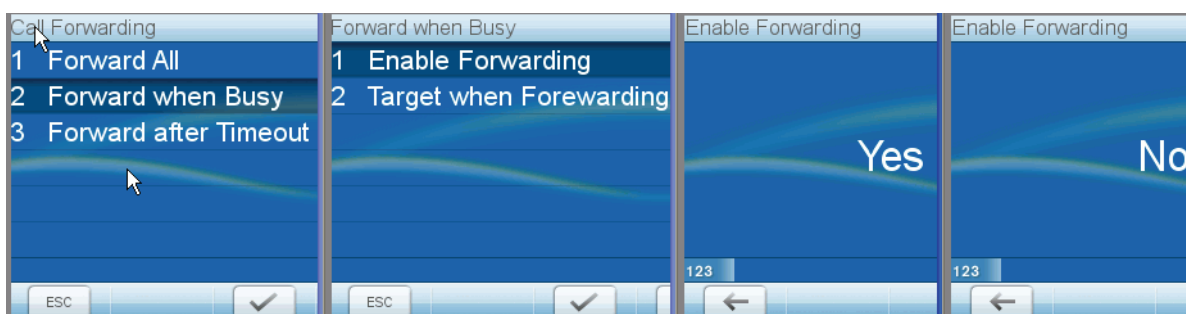 Call Forwarding
1 Forward All
2 Forward when Busy
3 Forward after Timeout
ESC
Forward when Busy
1 Enable Forwarding
2 Target when Forewarding
ESC
Enable Forwarding
Yes
123
Enable Forwarding
No
123